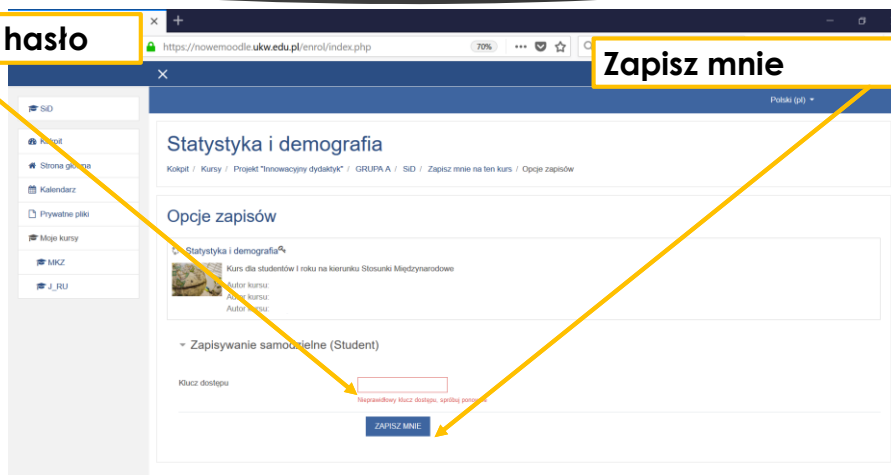 hasło
https://nowemoodle.ukw.edu.pl/enrol/index.php
70%
Zapisz mnie
Polski (pl)
SiD
Kokpit
Strona główna
Kalendarz
Prywatne pliki
Moje kursy
MKZ
J_RU
Statystyka i demografia
Kokpit / Kursy / Projekt "Innowacyjny dydaktyk" / GRUPA A / SiD / Zapisz mnie na ten kurs / Opcje zapisów
Opcje zapisów
Statystyka i demografia
Kurs dla studentów I roku na kierunku Stosunki Międzynarodowe
Autor kursu:
Autor kursu:
Autor kursu:
Zapisywanie samodzielne (Student)
Klucz dostępu
Nieprawidłowy klucz dostępu, spróbuj ponownie
ZAPISZ MNIE